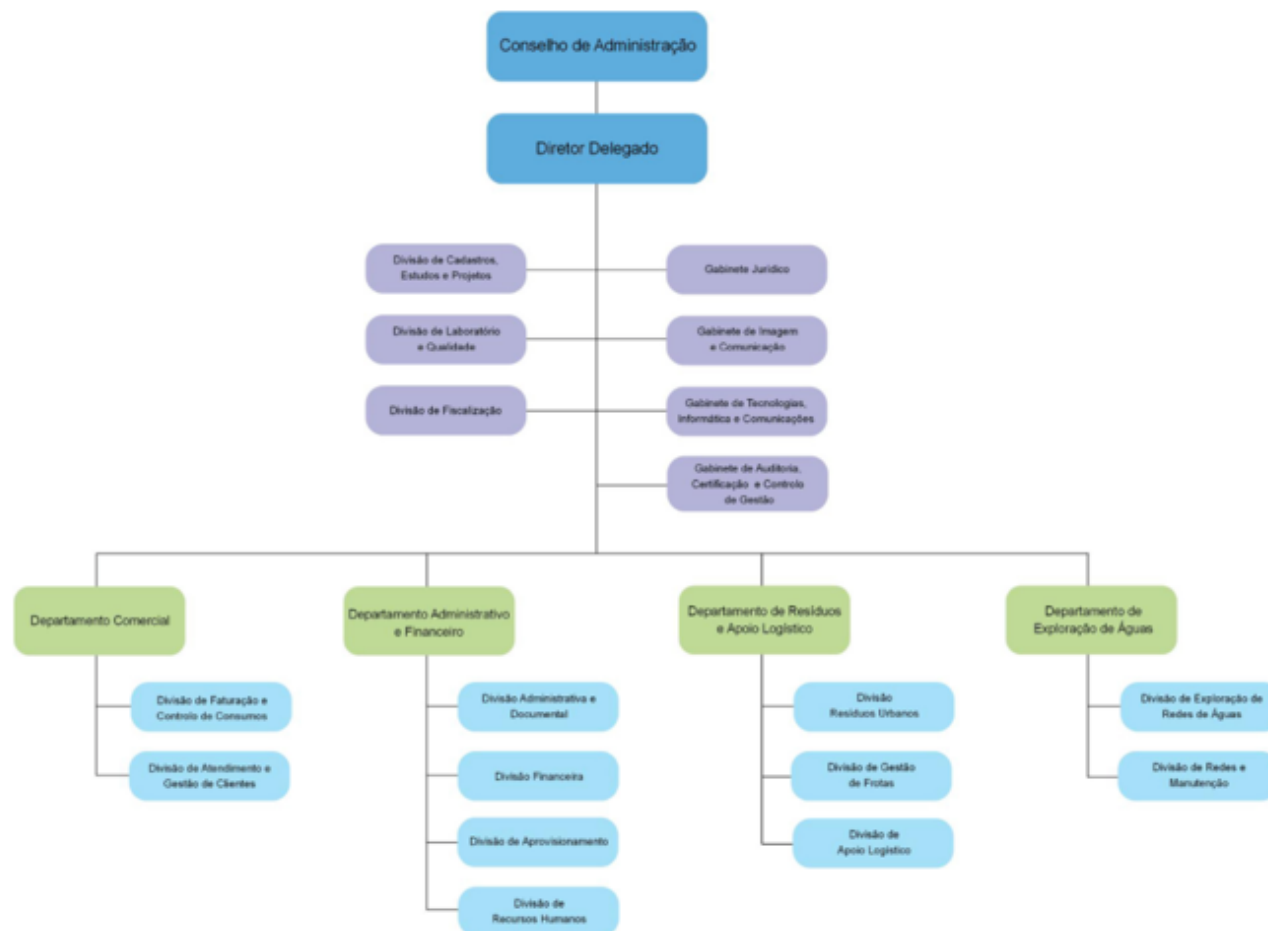 Conselho de Administração
Diretor Delegado
Divisão de Cadastros,
Estudos e Projetos
Gabinete Jurídico
Divisão de Laboratório
e Qualidade
Gabinete de Imagem
e Comunicação
Divisão de Fiscalização
Gabinete de Tecnologias,
Informática e Comunicações
Gabinete de Auditoria,
Certificação e Controlo
de Gestão
Departamento Comercial
Divisão de Faturação e
Controlo de Consumos
Divisão de Atendimento e
Gestão de Clientes
Departamento Administrativo
e Financeiro
Divisão Administrativa e
Documental
Divisão Financeira
Divisão de Aprovisionamento
Divisão de
Recursos Humanos
Departamento de Resíduos
e Apoio Logístico
Divisão
Resíduos Urbanos
Divisão de Gestão
de Frotas
Divisão de
Apoio Logístico
Departamento de
Exploração de Águas
Divisão de Exploração de
Redes de Águas
Divisão de Redes e
Manutenção